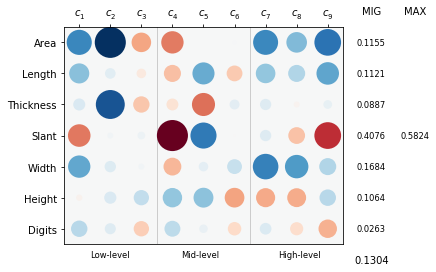 c1 c2 c3 c4 c5 c6 c7 c8 c9 MIG MAX
Area 0.1155
Length 0.1121
Thickness 0.0887
Slant 0.4076 0.5824
Width 0.1684
Height 0.1064
Digits 0.0263
Low-level Mid-level High-level 0.1304